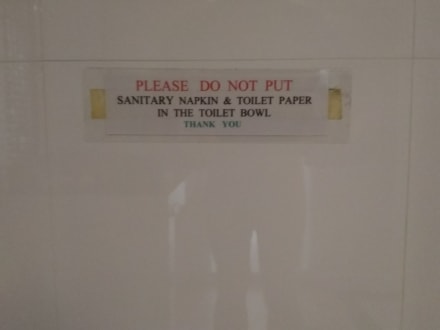 PLEASE DO NOT PUT
SANITARY NAPKIN & TOILET PAPER
IN THE TOILET BOWL
THANK YOU